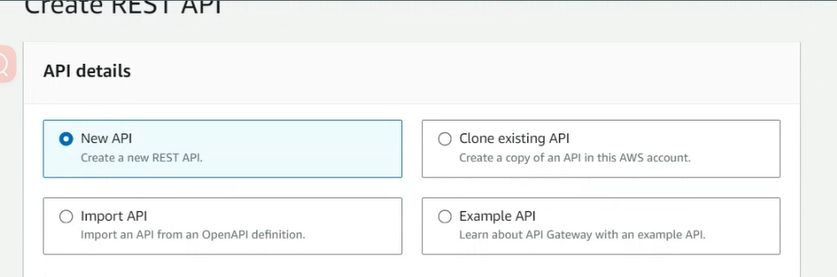 Create REST API
API details
New API
Create a new REST API.
Clone existing API
Create a copy of an API in this AWS account.
Import API
Import an API from an OpenAPI definition.
Example API
Learn about API Gateway with an example API.